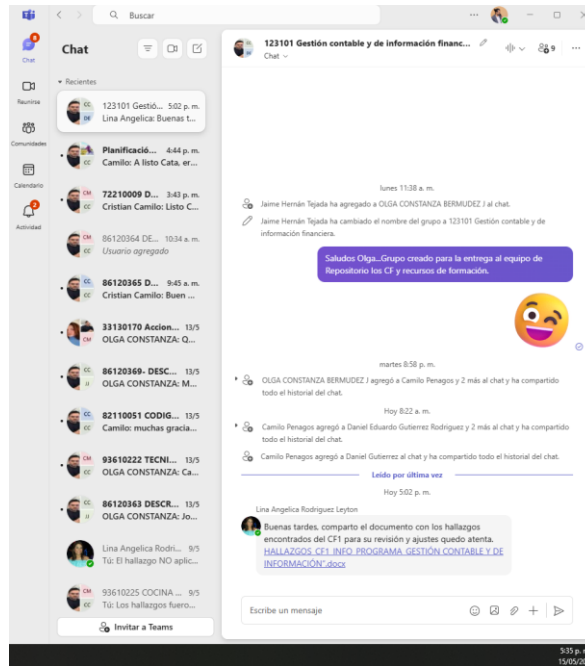 Buscar
Chat
8
Chat
Reunirse
Comunidades
Calendario
2
Actividad
Recientes
123101 Gestió... 5:02 p. m.
Lina Angelica: Buenas t...
Planificació... 4:44 p. m.
Camilo: A listo Cata, er...
72210009 D... 3:43 p. m.
Cristian Camilo: Listo C...
86120364 DE... 10:34 a. m.
Usuario agregado
86120365 D... 9:45 a. m.
Cristian Camilo: Buen ...
33130170 Accion... 13/5
OLGA CONSTANZA: Q...
86120369- DESC... 13/5
OLGA CONSTANZA: M...
82110051 CODIG... 13/5
Camilo: muchas gracia...
93610222 TECNI... 13/5
OLGA CONSTANZA: Ca...
86120363 DESCR... 13/5
OLGA CONSTANZA: Jo...
Lina Angelica Rodri... 9/5
Tú: El hallazgo NO aplic...
93610225 COCINA ... 9/5
Tú: Los hallazgos fuero...
Invitar a Teams
123101 Gestión contable y de información financ...
Chat
9
lunes 11:38 a. m.
Jaime Hernán Tejada ha agregado a OLGA CONSTANZA BERMUDEZ J al chat.
Jaime Hernán Tejada ha cambiado el nombre del grupo a 123101 Gestión contable y de
información financiera.
Saludos Olga...Grupo creado para la entrega al equipo de
Repositorio los CF y recursos de formación.
martes 8:58 p. m.
OLGA CONSTANZA BERMUDEZ J agregó a Camilo Penagos y 2 más al chat y ha compartido
todo el historial del chat.
Hoy 8:22 a. m.
Camilo Penagos agregó a Daniel Eduardo Gutierrez Rodriguez y 2 más al chat y ha compartido
todo el historial del chat.
Camilo Penagos agregó a Daniel Gutierrez al chat y ha compartido todo el historial del chat.
Leído por última vez
Hoy 5:02 p. m.
Lina Angelica Rodriguez Leyton
Buenas tardes, comparto el documento con los hallazgos
encontrados del CF1 para su revisión y ajustes quedo atenta.
HALLAZGOS_CF1_INFO_PROGRAMA_GESTIÓN CONTABLE Y DE
INFORMACIÓN".docx
Escribe un mensaje
5:35 p.
15/05/20